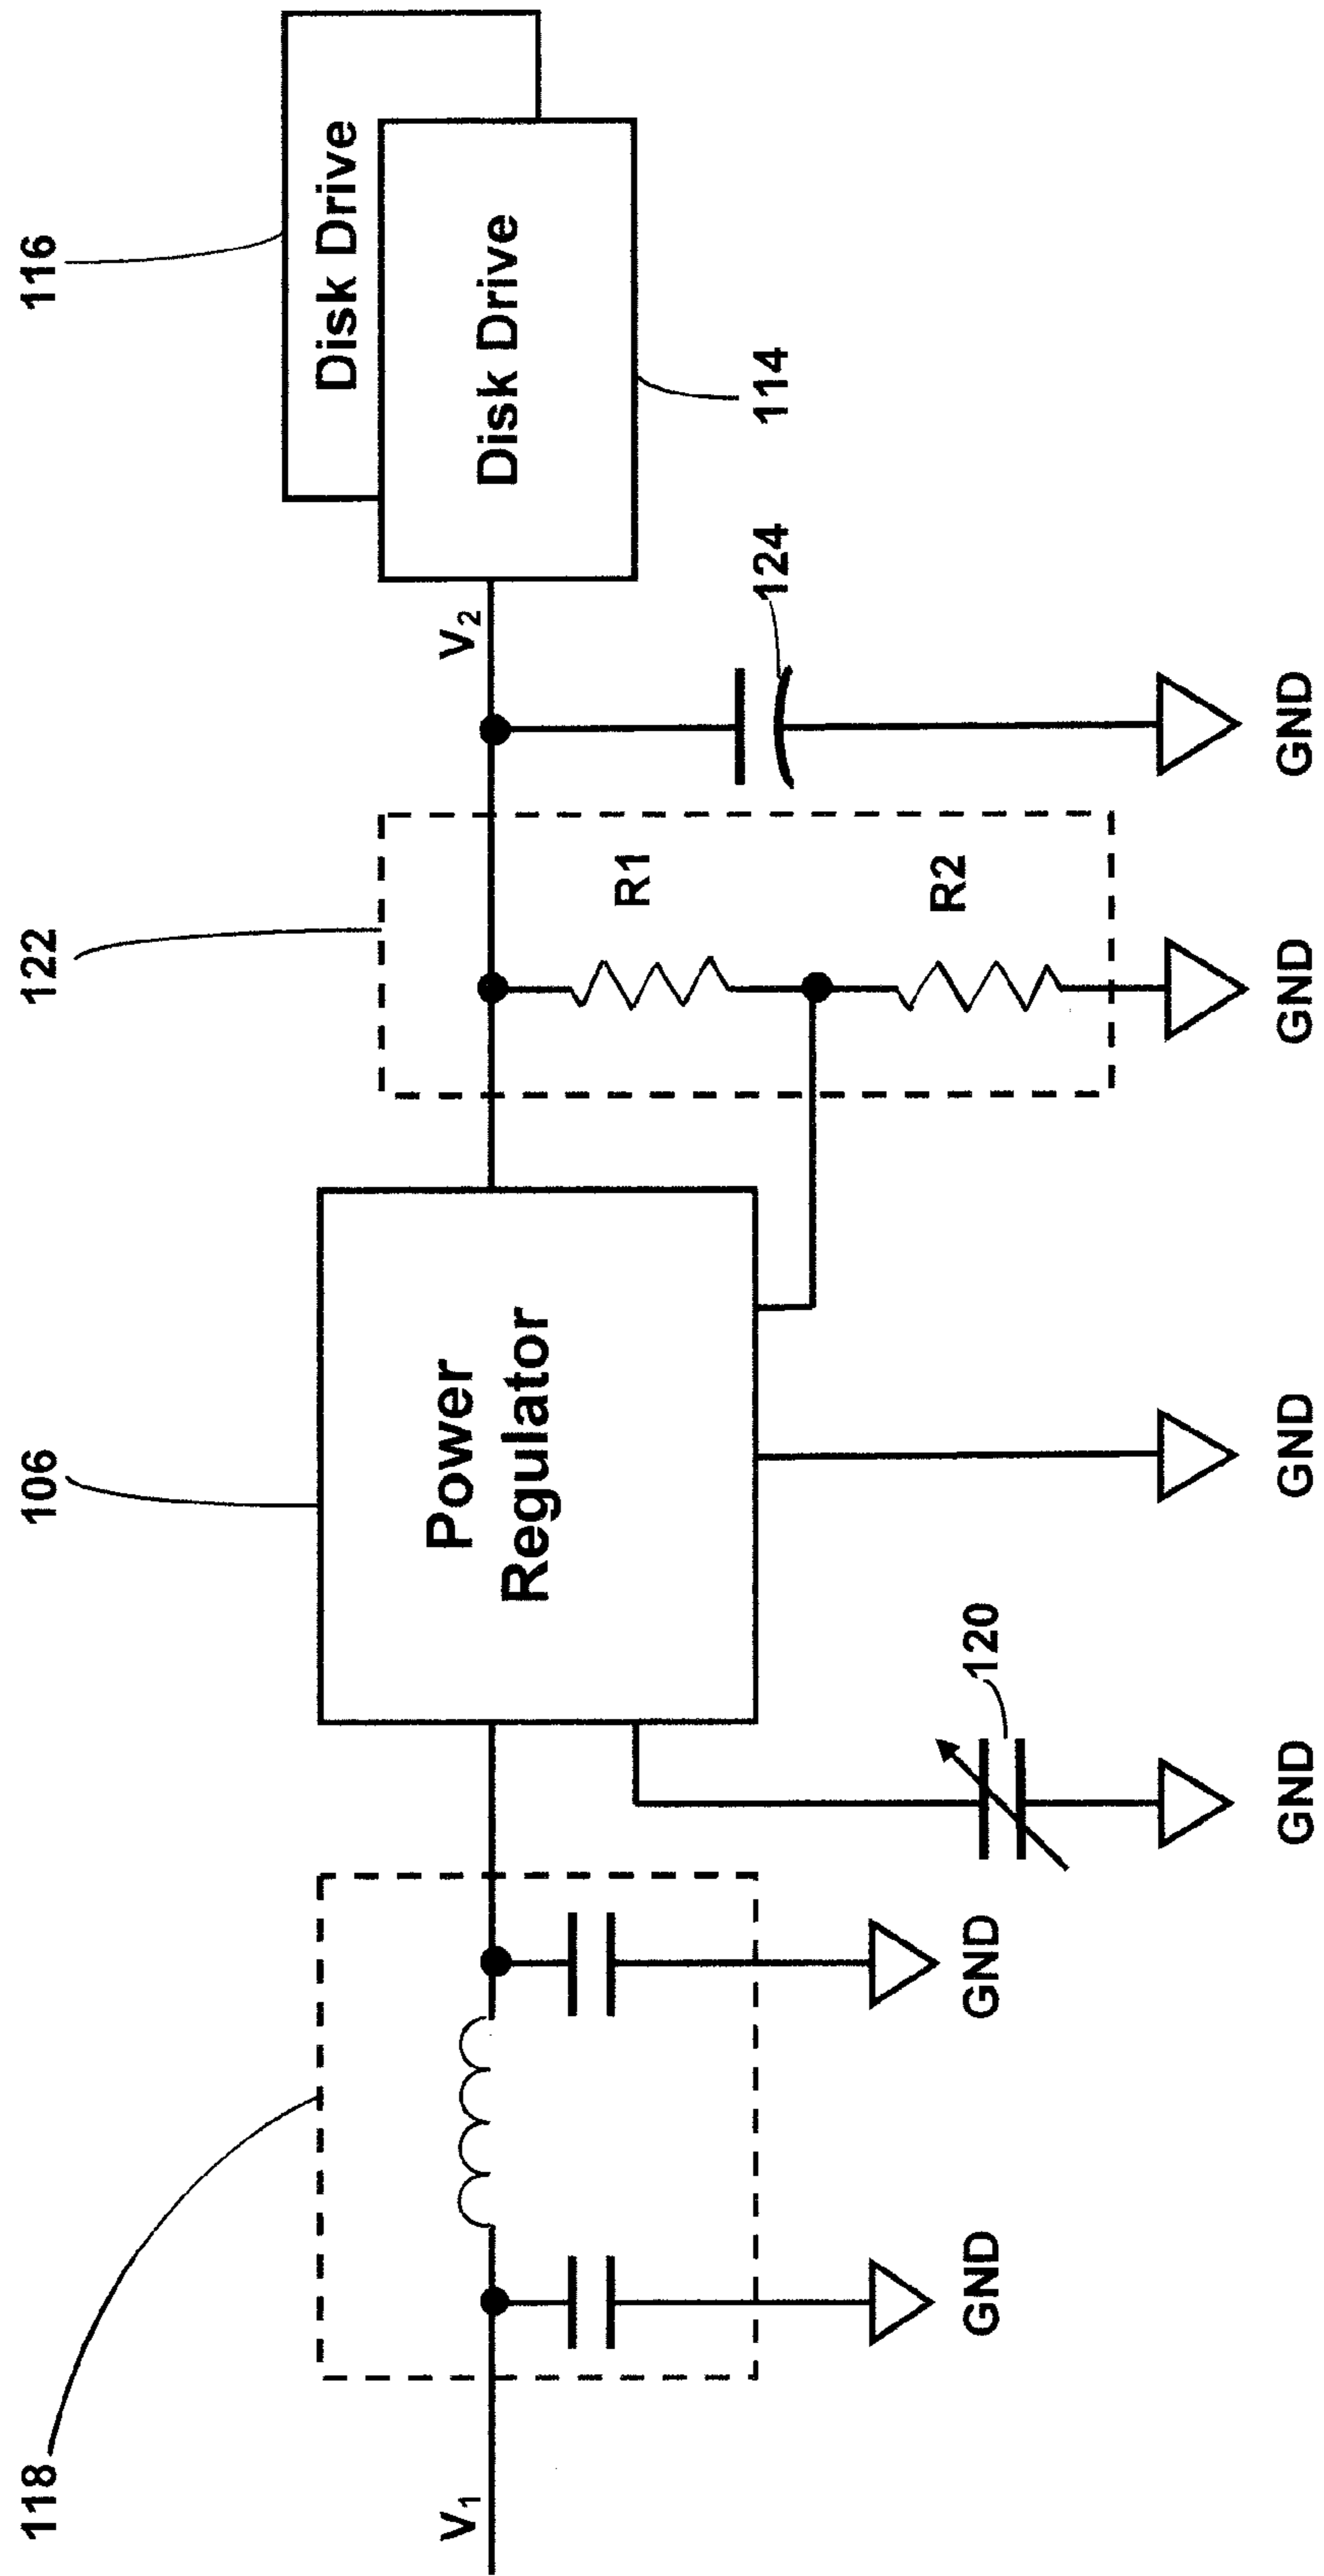 118
106
122
116
Disk Drive
Disk Drive
V1
V2
Power
Regulator
R1
R2
114
124
120
GND
GND
GND
GND
GND
GND